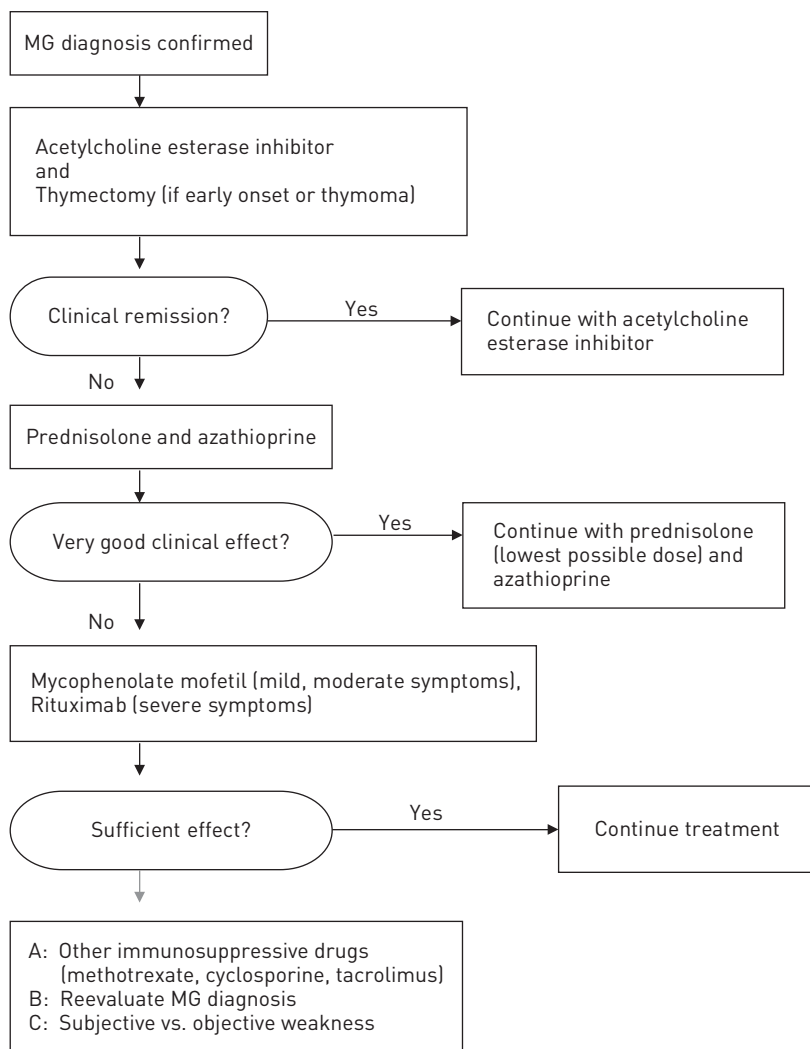 MG diagnosis confirmed
Acetylcholine esterase inhibitor
and
Thymectomy (if early onset or thymoma)
Clinical remission?
Yes
Continue with acetylcholine
esterase inhibitor
No
Prednisolone and azathioprine
Very good clinical effect?
Yes
Continue with prednisolone
(lowest possible dose) and
azathioprine
No
Mycophenolate mofetil (mild, moderate symptoms),
Rituximab (severe symptoms)
Sufficient effect?
Yes
Continue treatment
A: Other immunosuppressive drugs
(methotrexate, cyclosporine, tacrolimus)
B: Reevaluate MG diagnosis
C: Subjective vs. objective weakness